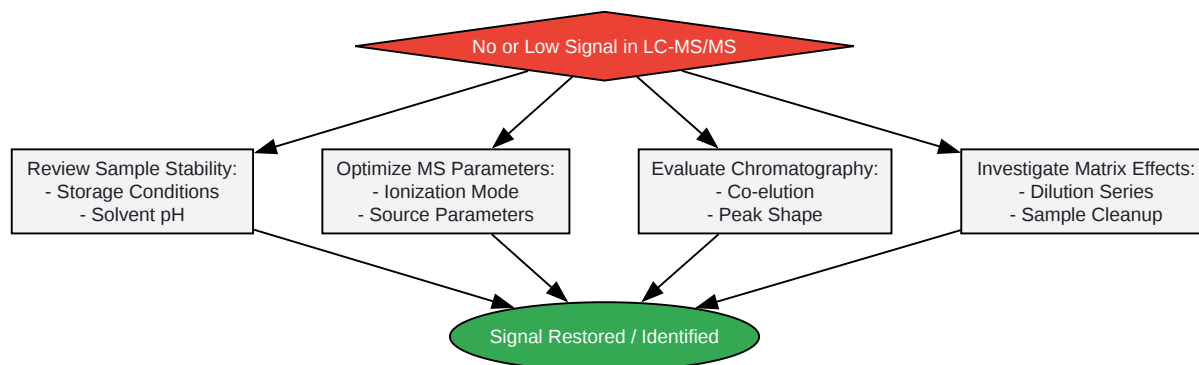 No or Low Signal in LC-MS/MS
Review Sample Stability:
- Storage Conditions
- Solvent pH
Optimize MS Parameters:
- Ionization Mode
- Source Parameters
Evaluate Chromatography:
- Co-elution
- Peak Shape
Investigate Matrix Effects:
- Dilution Series
- Sample Cleanup
Signal Restored / Identified